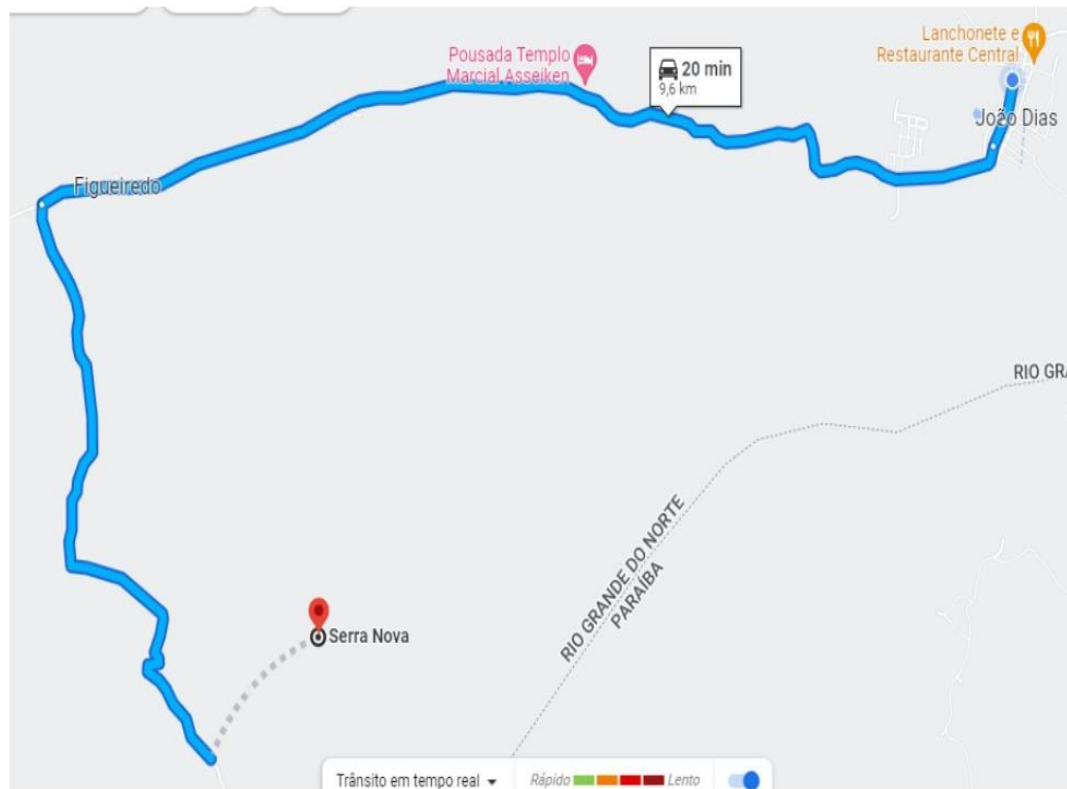 Lanchonete e
Restaurante Central
Pousada Templo
Marcial Asseiken
20 min
9,6 km
João Dias
Figueiredo
RIO GRA
RIO GRANDE DO NORTE
PARAÍBA
Serra Nova
Trânsito em tempo real
Rápido
Lento